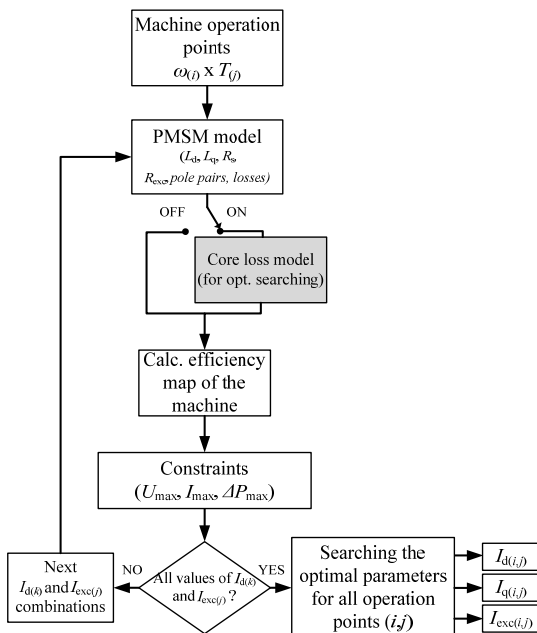 Machine operation
points
ω(i) x T(j)
PMSM model
(Ld, Lq, Rs,
Rexc, pole pairs, losses)
OFF
ON
Core loss model
(for opt. searching)
Calc. efficiency
map of the
machine
Constraints
(Umax, Imax, ΔPmax)
All values of Id(k)
and Iexc(j) ?
NO
YES
Next
Id(k) and Iexc(j)
combinations
Searching the
optimal parameters
for all operation
points (i,j)
Id(i,j)
Iq(i,j)
Iexc(i,j)